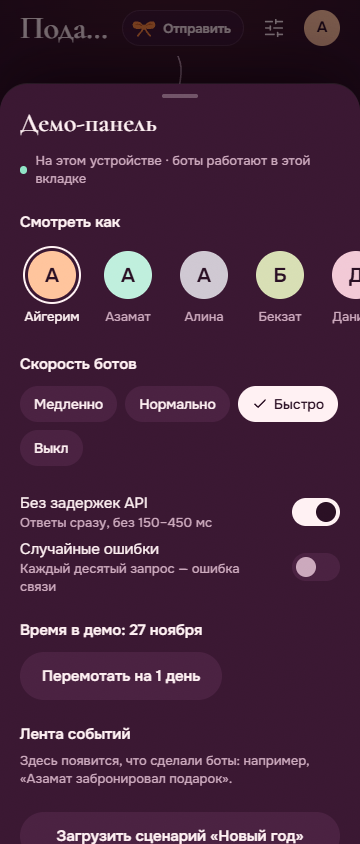 Пода...
Отправить
А
Демо-панель
На этом устройстве · боты работают в этой
вкладке
Смотреть как
А
А
А
Б
Д
Айгерим
Азамат
Алина
Бекзат
Дани
Скорость ботов
Медленно
Нормально
Быстро
Выкл
Без задержек API
Ответы сразу, без 150–450 мс
Случайные ошибки
Каждый десятый запрос — ошибка
связи
Время в демо: 27 ноября
Перемотать на 1 день
Лента событий
Здесь появится, что сделали боты: например,
«Азамат забронировал подарок».
Загрузить сценарий «Новый год»